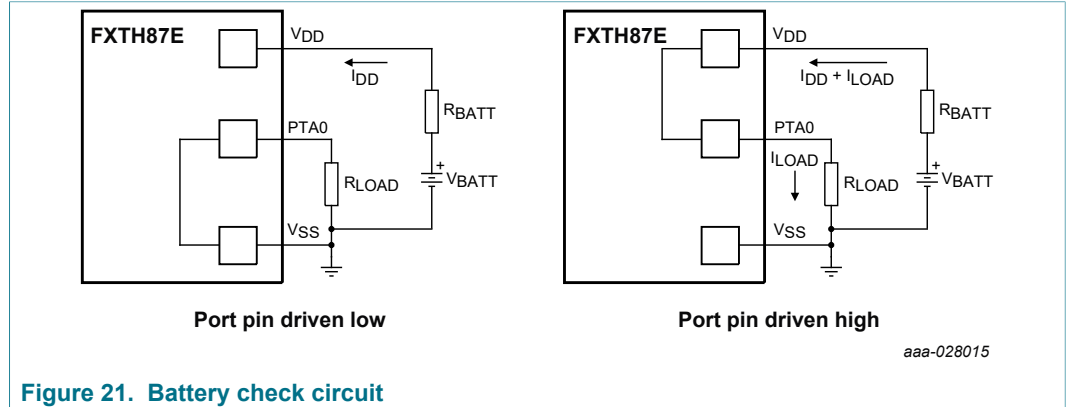 FXTH87E
VDD
IDD
RBATT
PTA0
RLOAD
+
VBATT
VSS
Port pin driven low
FXTH87E
VDD
IDD + ILOAD
RBATT
PTA0
ILOAD
RLOAD
+
VBATT
VSS
Port pin driven high
aaa-028015
Figure 21. Battery check circuit